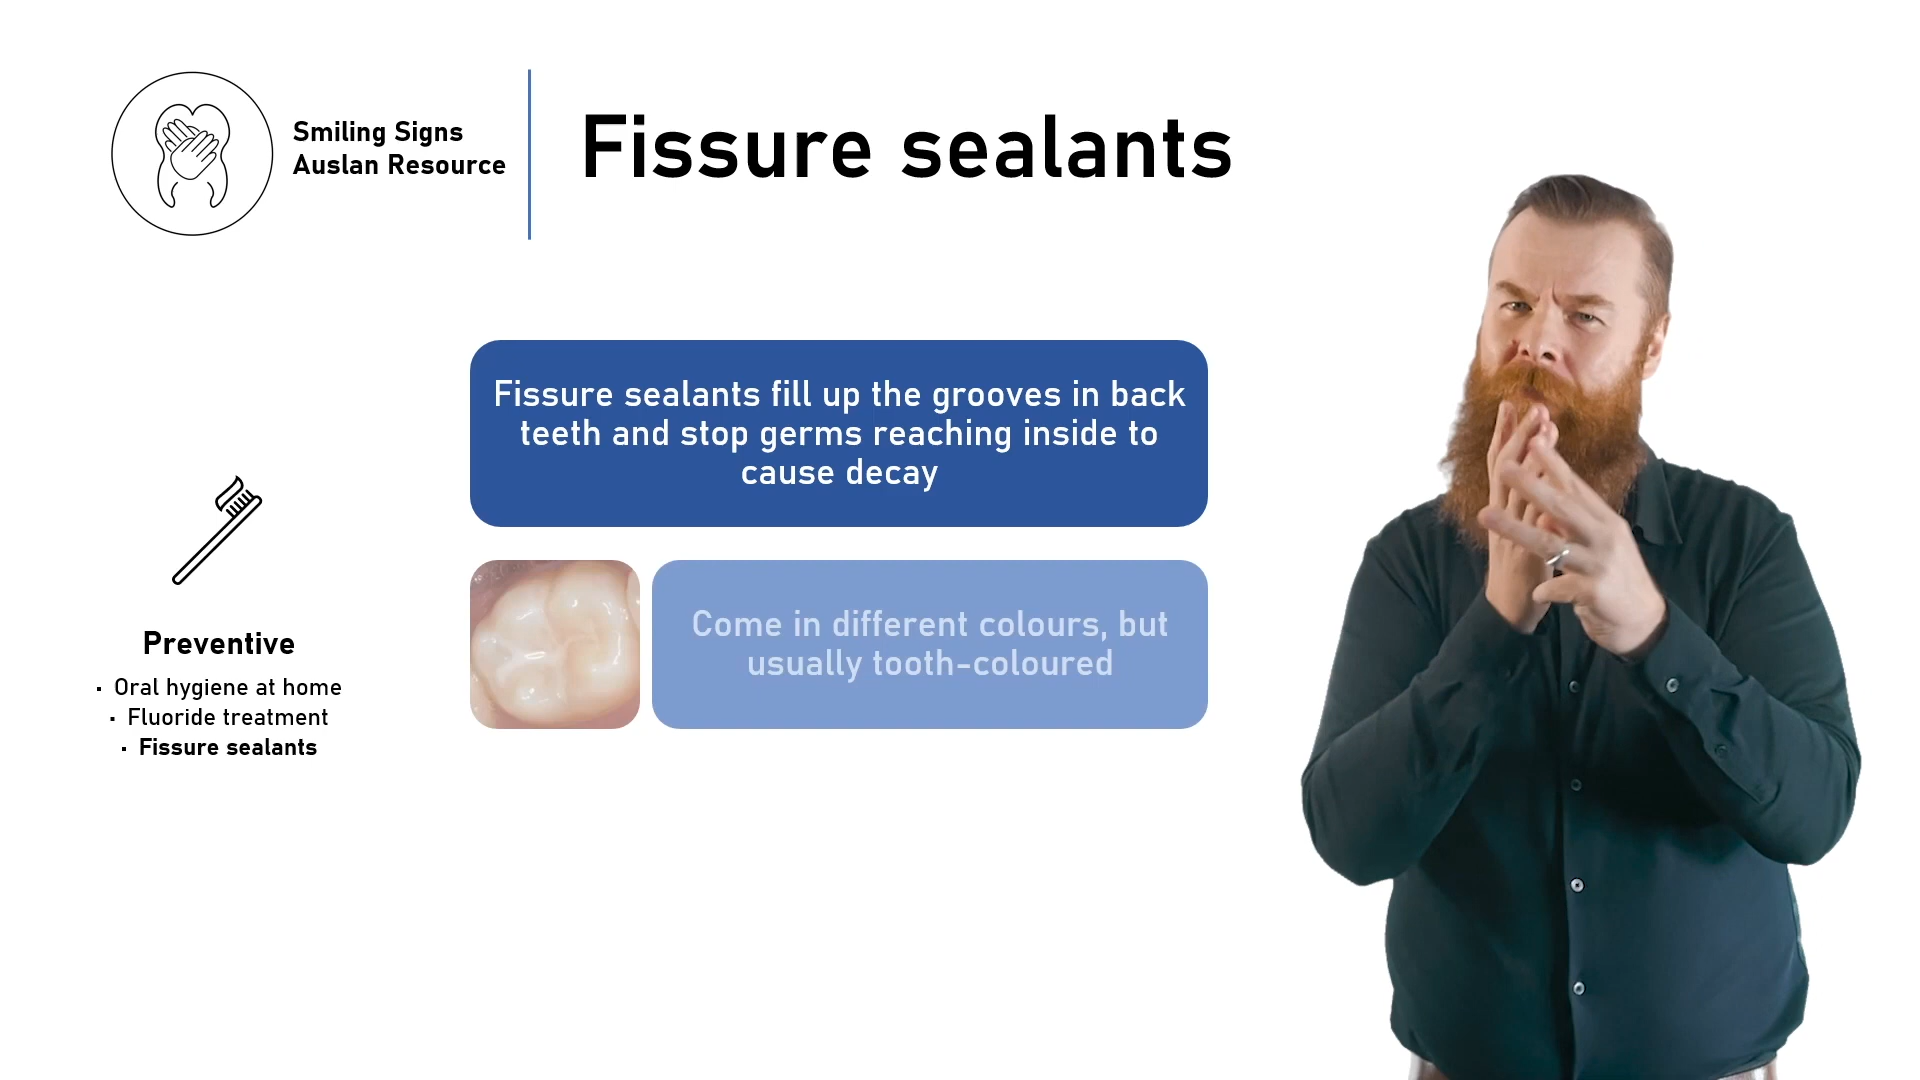 Smiling Signs
Auslan Resource
Fissure sealants
Fissure sealants fill up the grooves in back
teeth and stop germs reaching inside to
cause decay
Come in different colours, but
usually tooth-coloured
Preventive
▪ Oral hygiene at home
▪ Fluoride treatment
▪ Fissure sealants